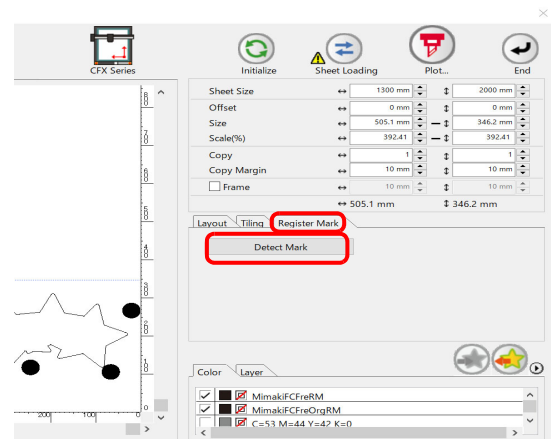 CFX Series
Initialize
Sheet Loading
Plot...
End
Sheet Size 1300 mm 2000 mm
Offset 0 mm 0 mm
Size 505.1 mm 346.2 mm
Scale(%) 392.41 392.41
Copy 1 1
Copy Margin 10 mm 10 mm
Frame 10 mm 10 mm
505.1 mm 346.2 mm
Layout Tiling Register Mark
Detect Mark
Color Layer
MimakiFCFreRM
MimakiFCFreOrgRM
C=53 M=44 Y=42 K=0
200 100 0